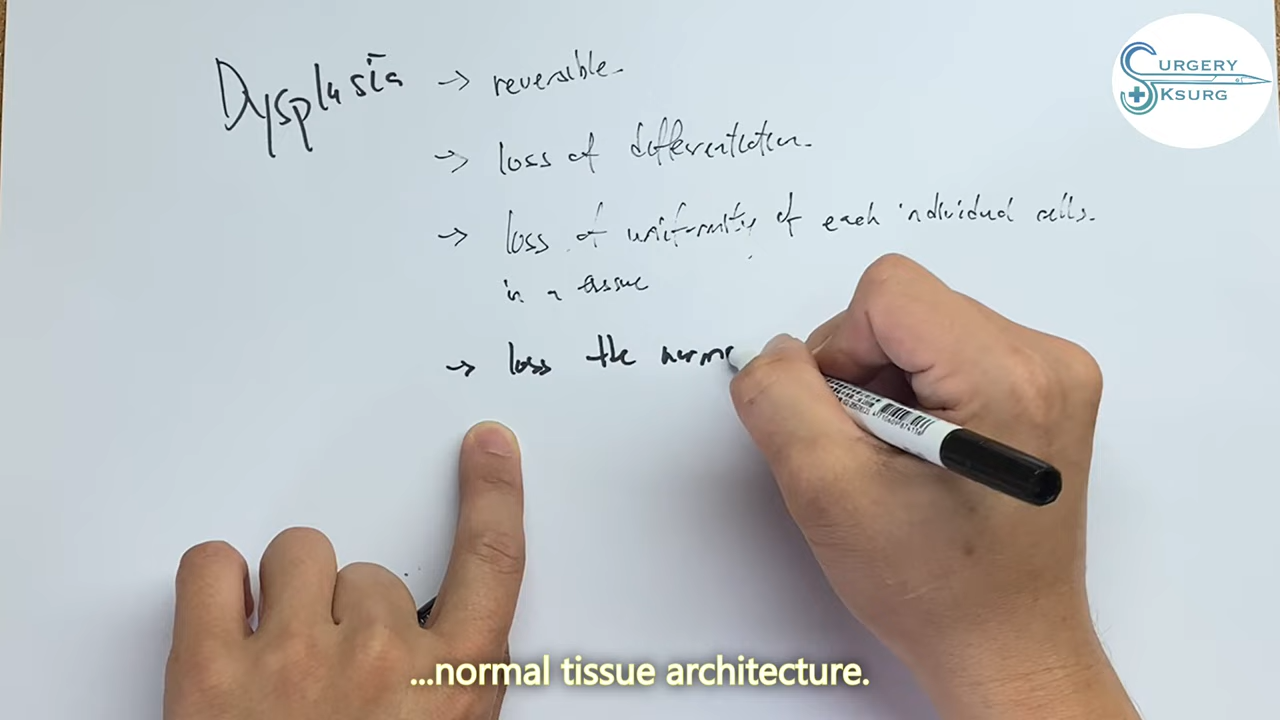 Dysplasia → reversible.
→ loss of differentiation.
→ loss of uniformity of each individual cells.
in a tissue
→ loss the norma
SURGERY
KSURG
...normal tissue architecture.